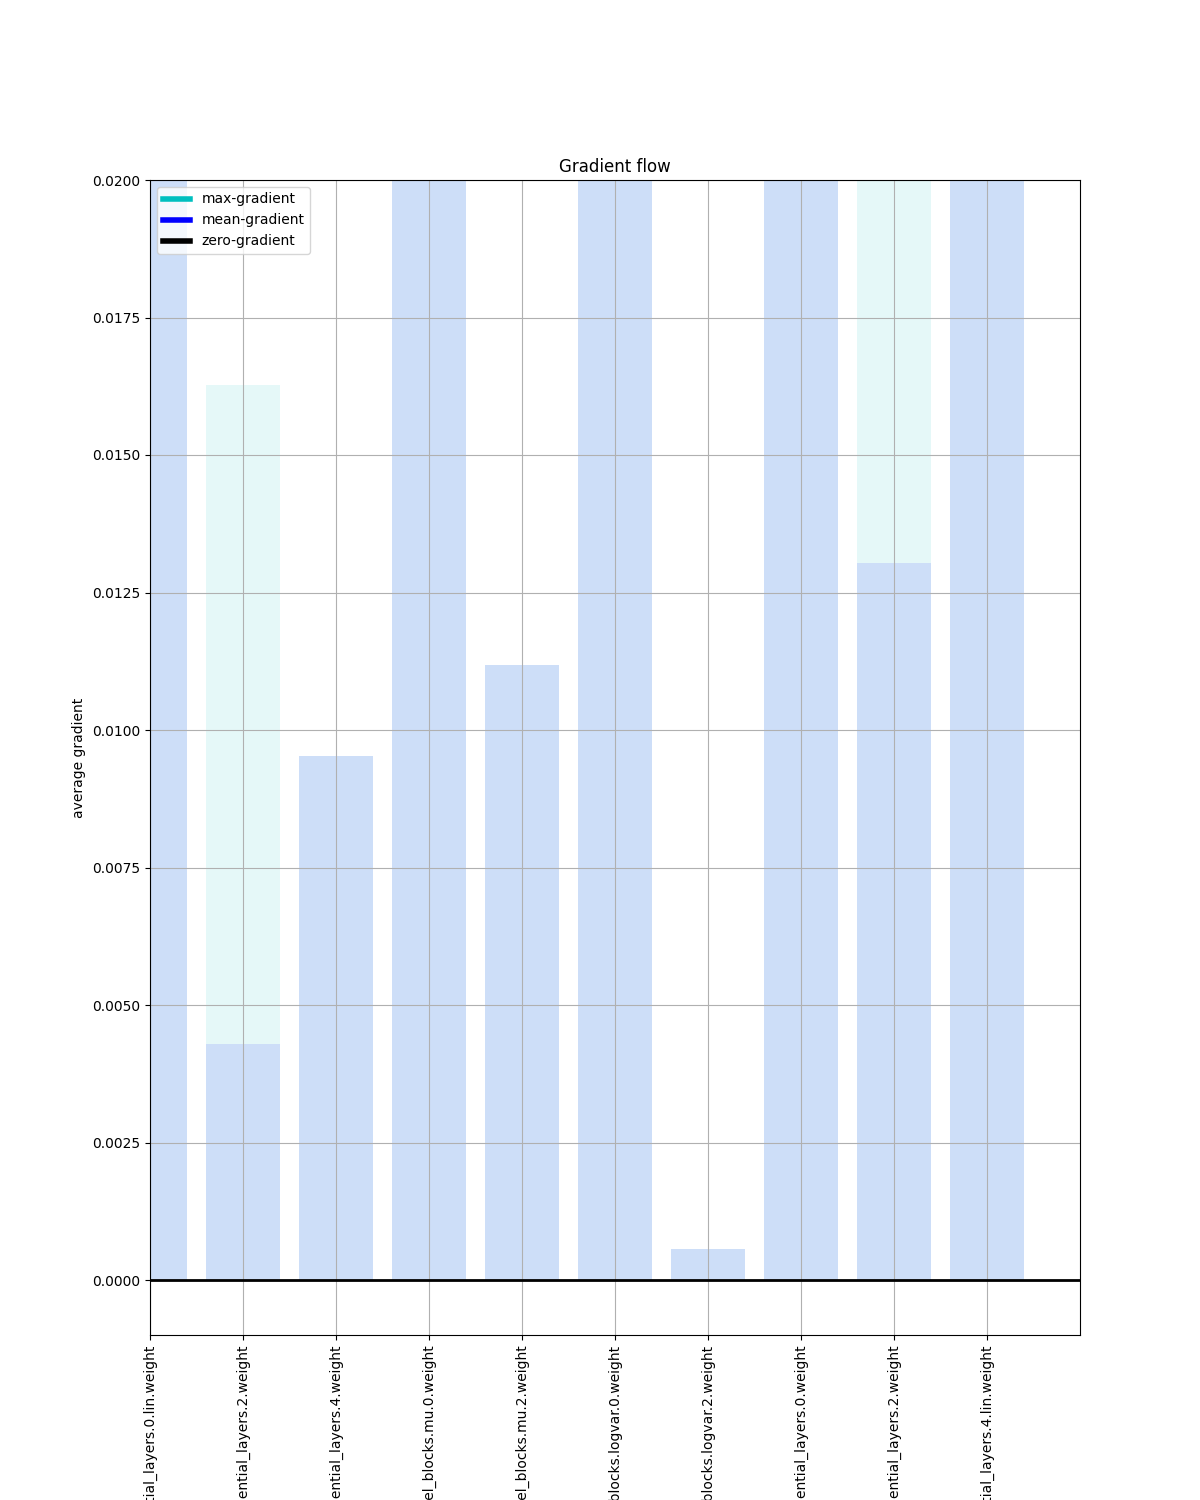 Gradient flow
max-gradient
mean-gradient
zero-gradient
0.0200
0.0175
0.0150
0.0125
0.0100
0.0075
0.0050
0.0025
0.0000
average gradient
tial_layers.0.lin.weight
ential_layers.2.weight
ential_layers.4.weight
el_blocks.mu.0.weight
el_blocks.mu.2.weight
blocks.logvar.0.weight
blocks.logvar.2.weight
ential_layers.0.weight
ential_layers.2.weight
tial_layers.4.lin.weight